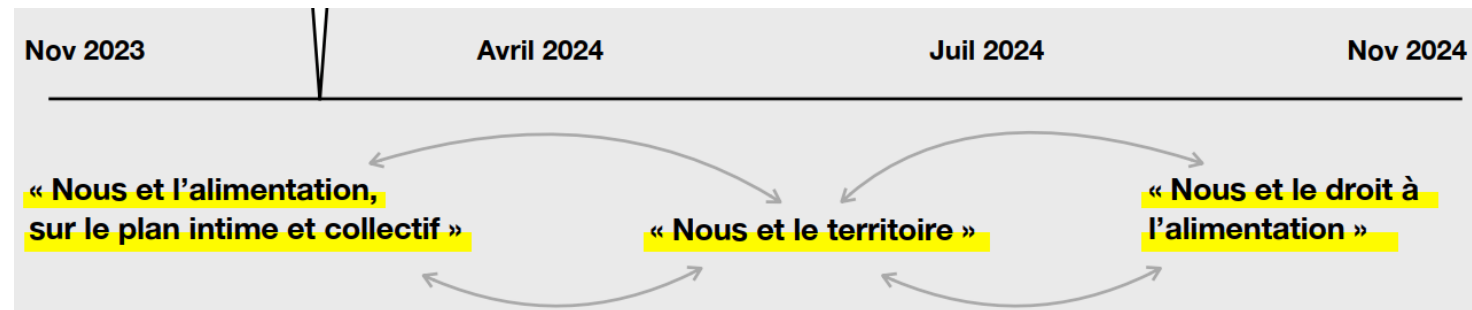 Nov 2023
Avril 2024
Juil 2024
Nov 2024
« Nous et l’alimentation,
sur le plan intime et collectif »
« Nous et le territoire »
« Nous et le droit à
l’alimentation »